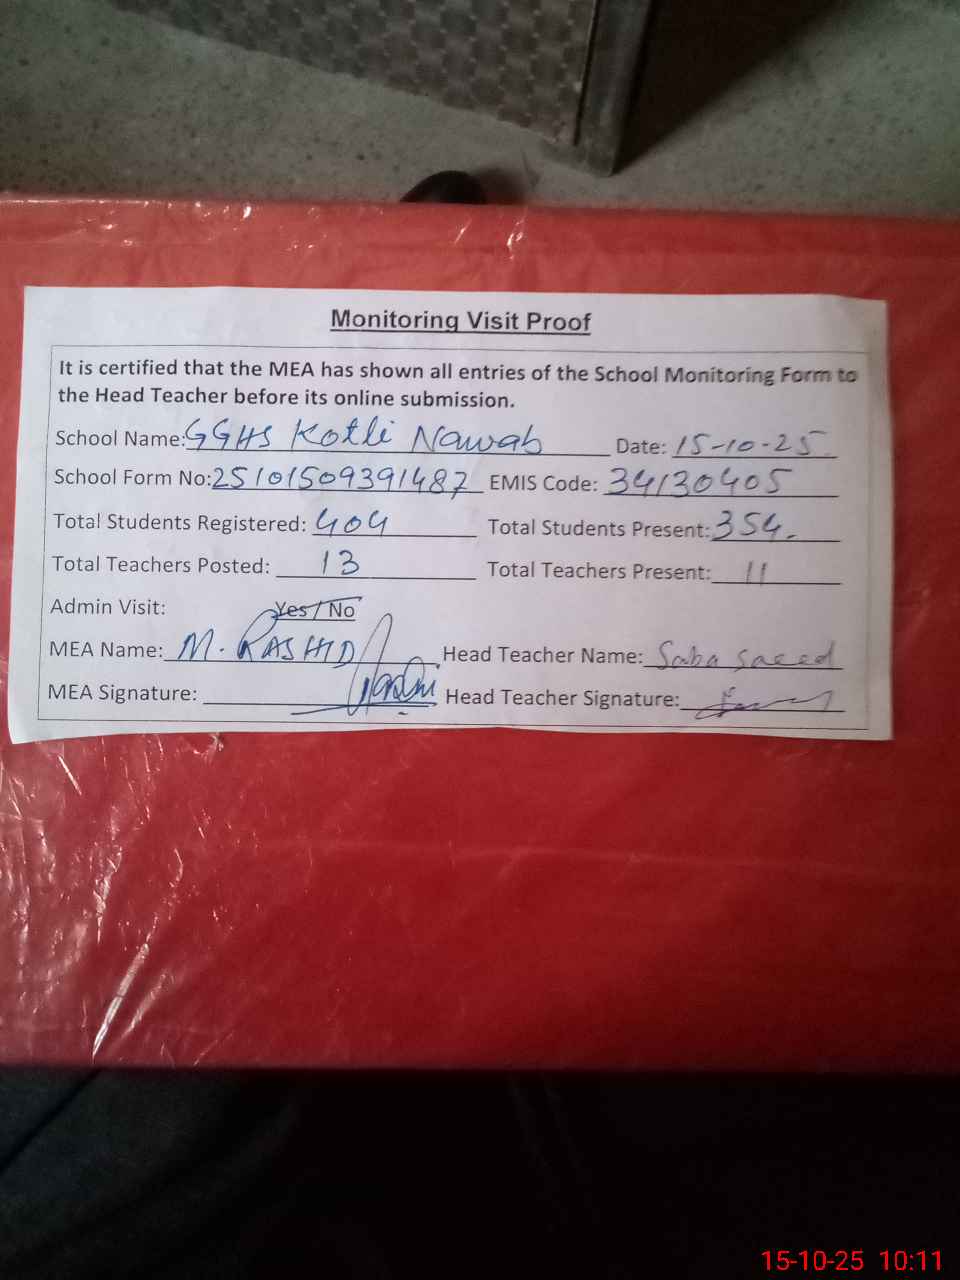 Monitoring Visit Proof
It is certified that the MEA has shown all entries of the School Monitoring Form to
the Head Teacher before its online submission.
School Name: GGHS Kotli Nawab Date: 15-10-25
School Form No: 25101509391487 EMIS Code: 34130405
Total Students Registered: 404 Total Students Present: 354.
Total Teachers Posted: 13 Total Teachers Present: 11
Admin Visit: Yes / No
MEA Name: M. RASHID Head Teacher Name: Saba Saeed
MEA Signature: Head Teacher Signature:
15-10-25 10:11